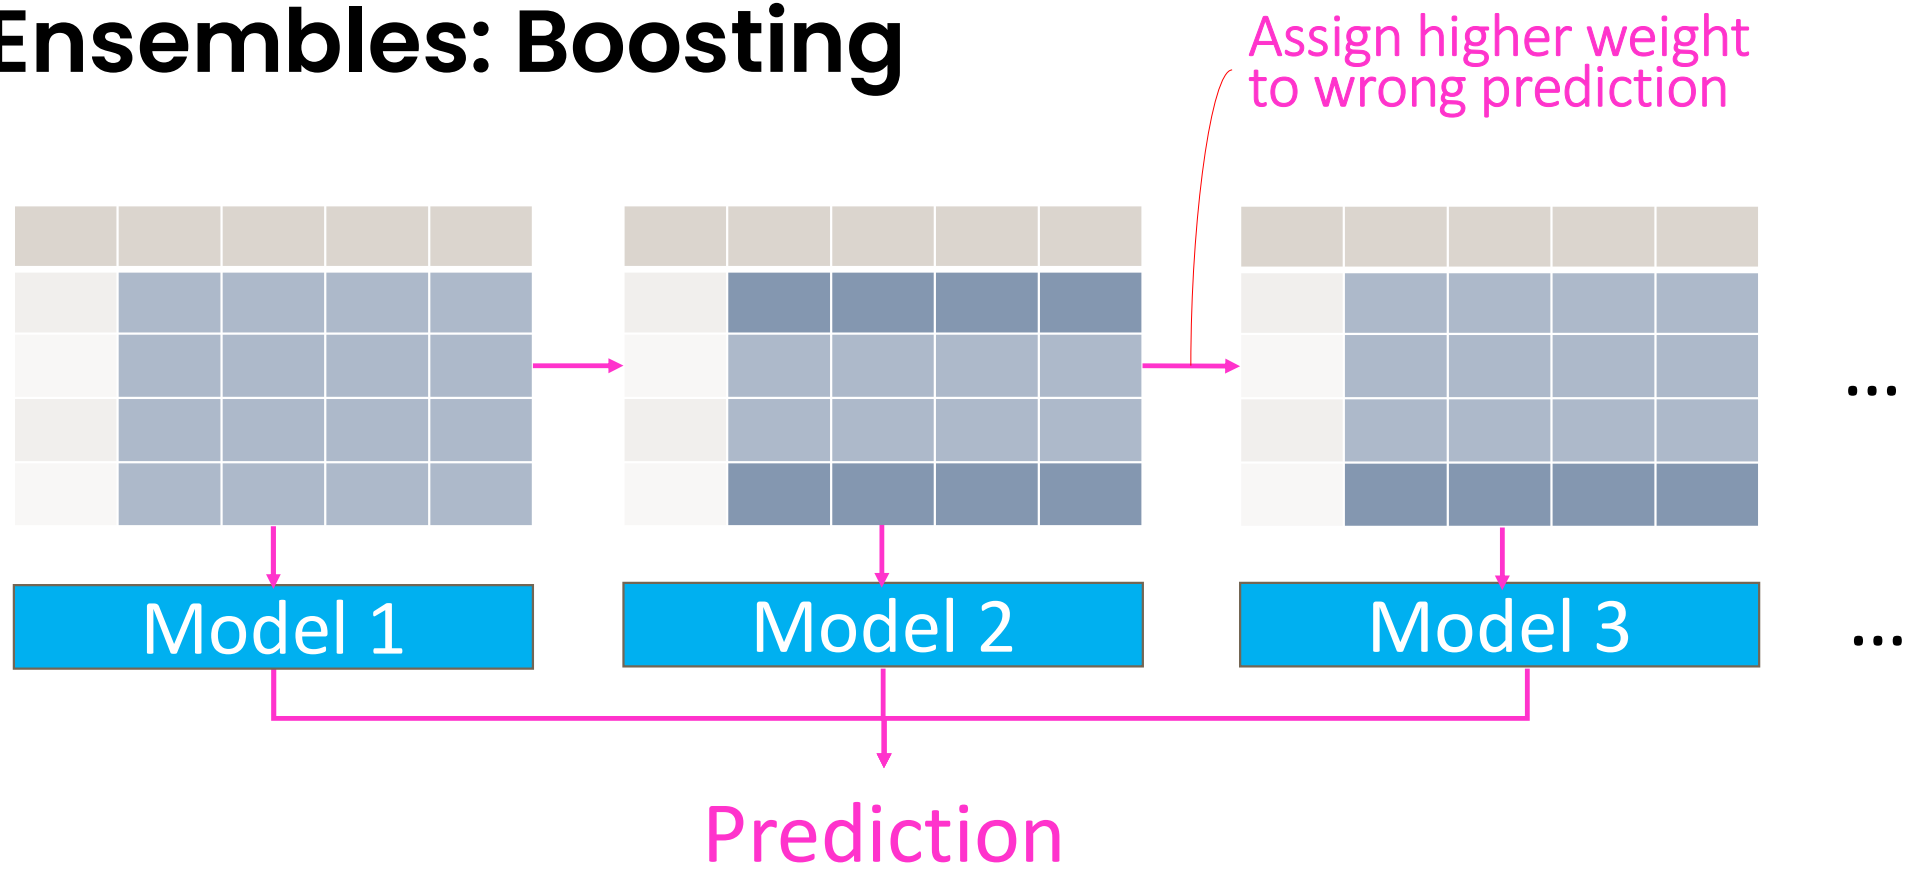 Ensembles: Boosting
Assign higher weight
to wrong prediction
...
Model 1
Model 2
Model 3
...
Prediction